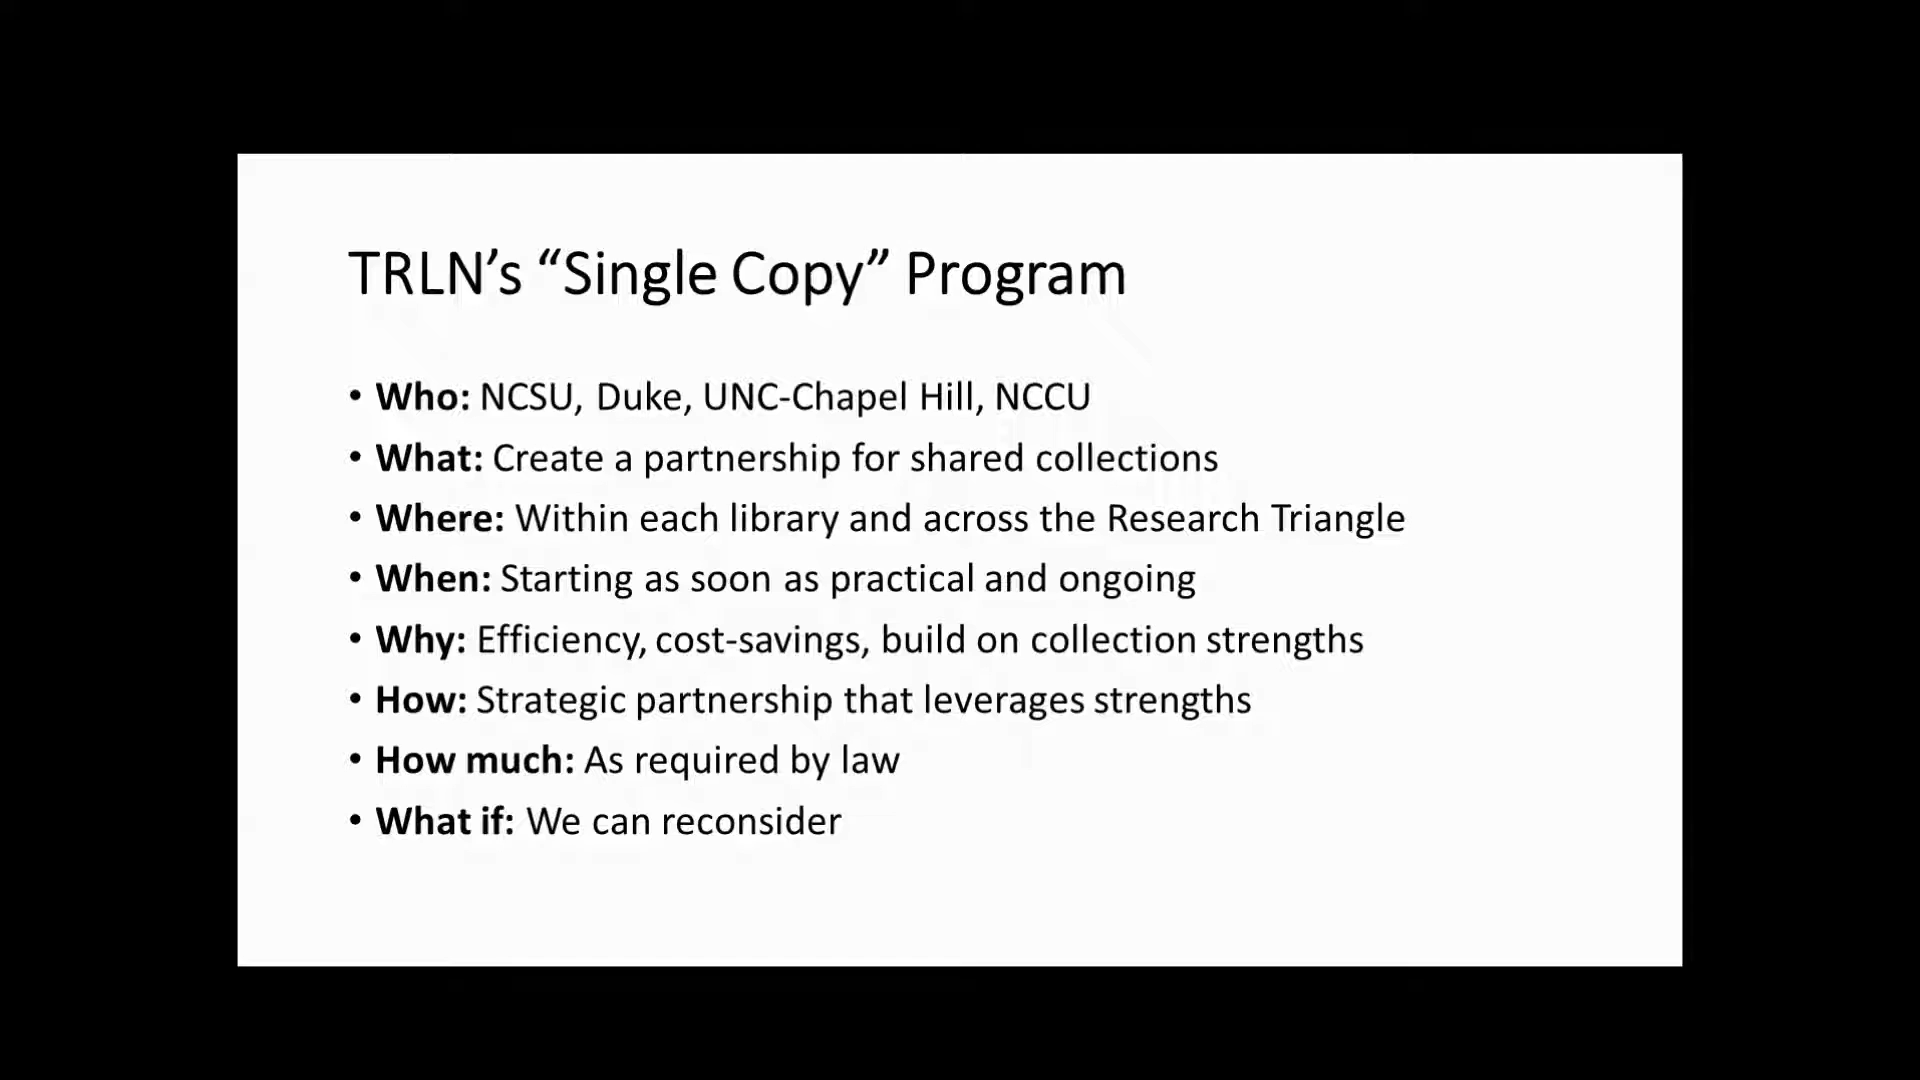 TRLN’s “Single Copy” Program
• Who: NCSU, Duke, UNC-Chapel Hill, NCCU
• What: Create a partnership for shared collections
• Where: Within each library and across the Research Triangle
• When: Starting as soon as practical and ongoing
• Why: Efficiency, cost-savings, build on collection strengths
• How: Strategic partnership that leverages strengths
• How much: As required by law
• What if: We can reconsider